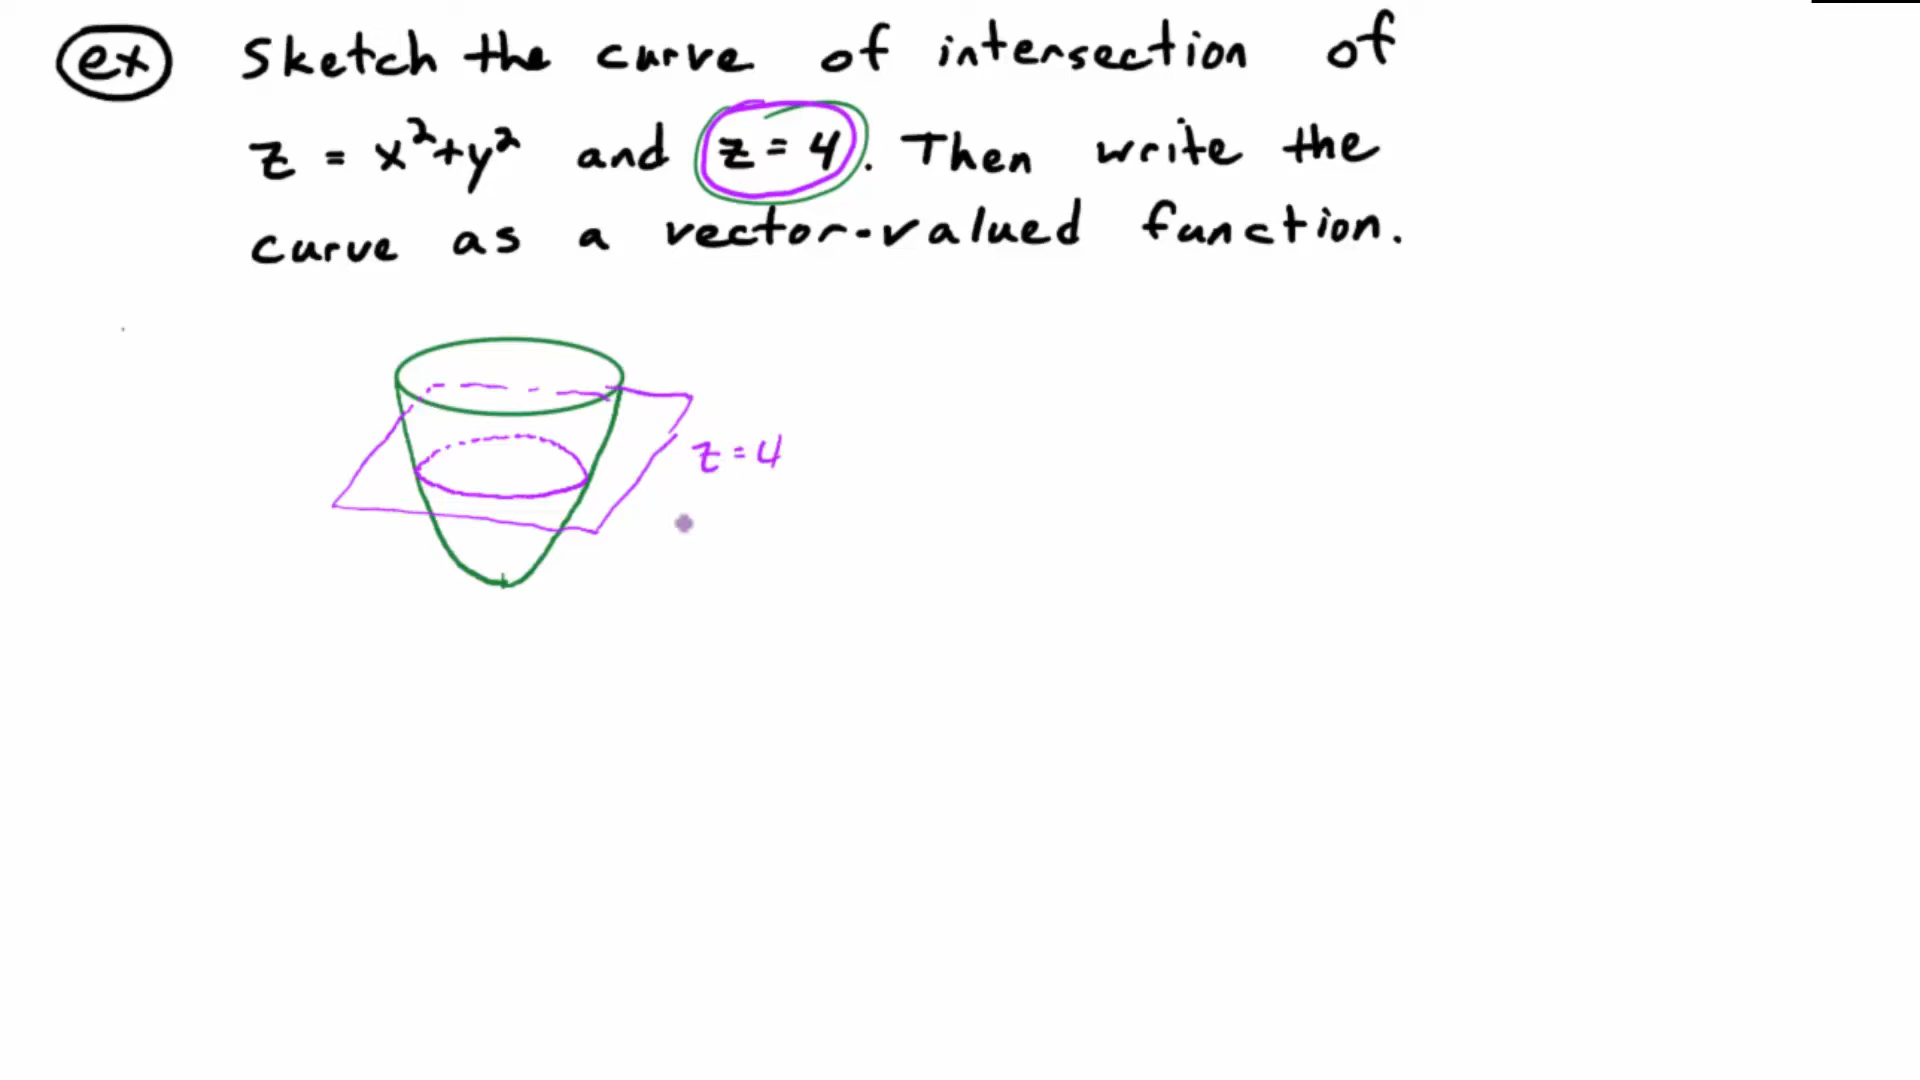 ex Sketch the curve of intersection of
z = x²+y² and z = 4. Then write the
curve as a vector-valued function.
z = 4